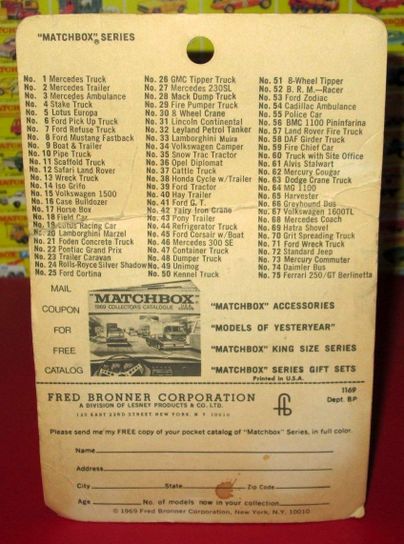 "MATCHBOX"® SERIES
No. 1 Mercedes Truck
No. 2 Mercedes Trailer
No. 3 Mercedes Ambulance
No. 4 Stake Truck
No. 5 Lotus Europa
No. 6 Ford Pick Up Truck
No. 7 Ford Refuse Truck
No. 8 Ford Mustang Fastback
No. 9 Boat & Trailer
No. 10 Pipe Truck
No. 11 Scaffold Truck
No. 12 Safari Land Rover
No. 13 Wreck Truck
No. 14 Iso Grifo
No. 15 Volkswagen 1500
No. 16 Case Bulldozer
No. 17 Horse Box
No. 18 Field Car
No. 19 Lotus Racing Car
No. 20 Lamborghini Marzel
No. 21 Foden Concrete Truck
No. 22 Pontiac Grand Prix
No. 23 Trailer Caravan
No. 24 Rolls-Royce Silver Shadow
No. 25 Ford Cortina
No. 26 GMC Tipper Truck
No. 27 Mercedes 230SL
No. 28 Mack Dump Truck
No. 29 Fire Pumper Truck
No. 30 8 Wheel Crane
No. 31 Lincoln Continental
No. 32 Leyland Petrol Tanker
No. 33 Lamborghini Muira
No. 34 Volkswagen Camper
No. 35 Snow Trac Tractor
No. 36 Opel Diplomat
No. 37 Cattle Truck
No. 38 Honda Cycle w/Trailer
No. 39 Ford Tractor
No. 40 Hay Trailer
No. 41 Ford G. T.
No. 42 Fairy Iron Crane
No. 43 Pony Trailer
No. 44 Refrigerator Truck
No. 45 Ford Corsair w/Boat
No. 46 Mercedes 300 SE
No. 47 Container Truck
No. 48 Dumper Truck
No. 49 Unimog
No. 50 Kennel Truck
No. 51 8-Wheel Tipper
No. 52 B. R. M.—Racer
No. 53 Ford Zodiac
No. 54 Cadillac Ambulance
No. 55 Police Car
No. 56 BMC 1100 Pininfarina
No. 57 Land Rover Fire Truck
No. 58 DAF Girder Truck
No. 59 Fire Chief Car
No. 60 Truck with Site Office
No. 61 Alvis Stalwart
No. 62 Mercury Cougar
No. 63 Dodge Crane Truck
No. 64 MG 1100
No. 65 Harvester
No. 66 Greyhound Bus
No. 67 Volkswagen 1600TL
No. 68 Mercedes Coach
No. 69 Hatra Shovel
No. 70 Grit Spreading Truck
No. 71 Ford Wreck Truck
No. 72 Standard Jeep
No. 73 Mercury Commuter
No. 74 Daimler Bus
No. 75 Ferrari 250/GT Berlinetta
MAIL
COUPON
FOR
FREE
CATALOG
MATCHBOX
1969 COLLECTOR'S CATALOGUE
"MATCHBOX" ACCESSORIES
"MODELS OF YESTERYEAR"
"MATCHBOX" KING SIZE SERIES
"MATCHBOX" SERIES GIFT SETS
Printed in U.S.A.
FRED BRONNER CORPORATION
A DIVISION OF LESNEY PRODUCTS & CO. LTD.
120 EAST 23RD STREET NEW YORK, N. Y. 10010
1169
Dept. BP
Please send me my FREE copy of your pocket catalog of "Matchbox" Series, in full color.
Name
Address
City State Zip Code
Age No. of models now in your collection
© 1969 Fred Bronner Corporation, New York, N.Y. 10010